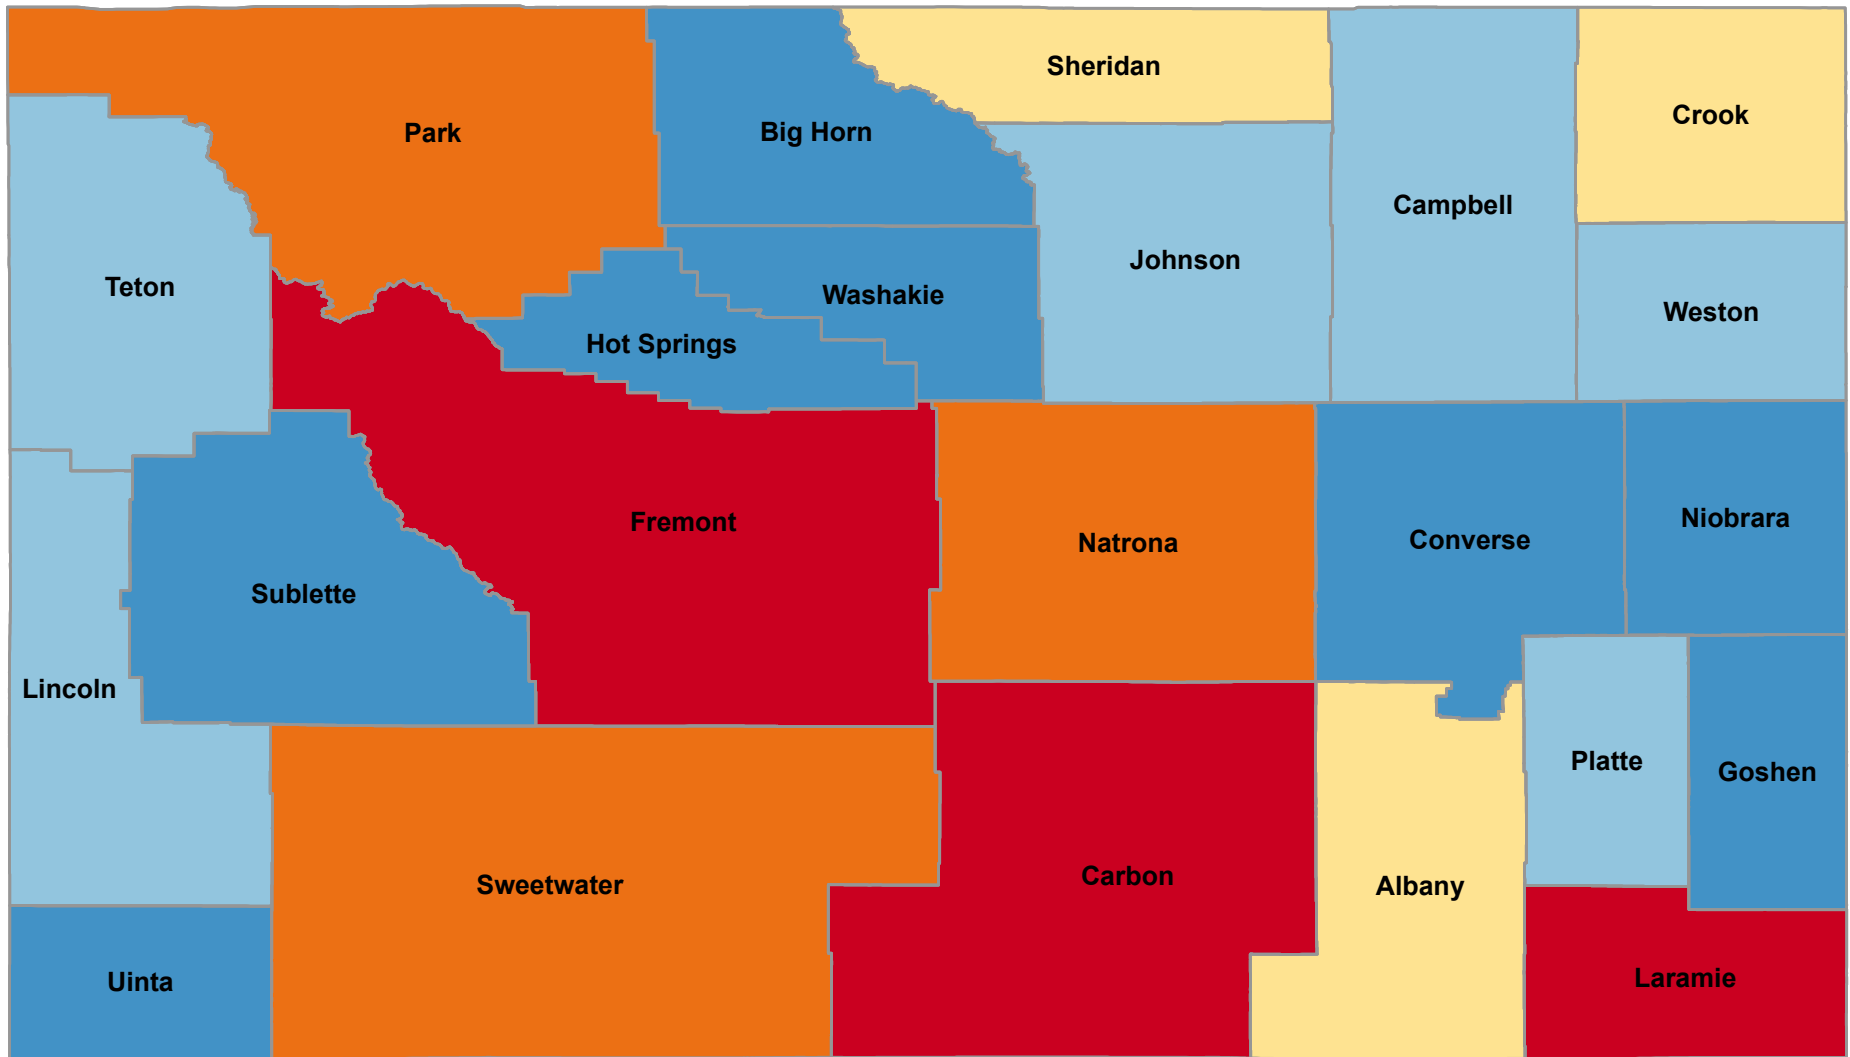 Sheridan
Crook
Park
Big Horn
Campbell
Johnson
Teton
Washakie
Weston
Hot Springs
Fremont
Natrona
Converse
Niobrara
Sublette
Lincoln
Platte
Goshen
Sweetwater
Carbon
Albany
Uinta
Laramie